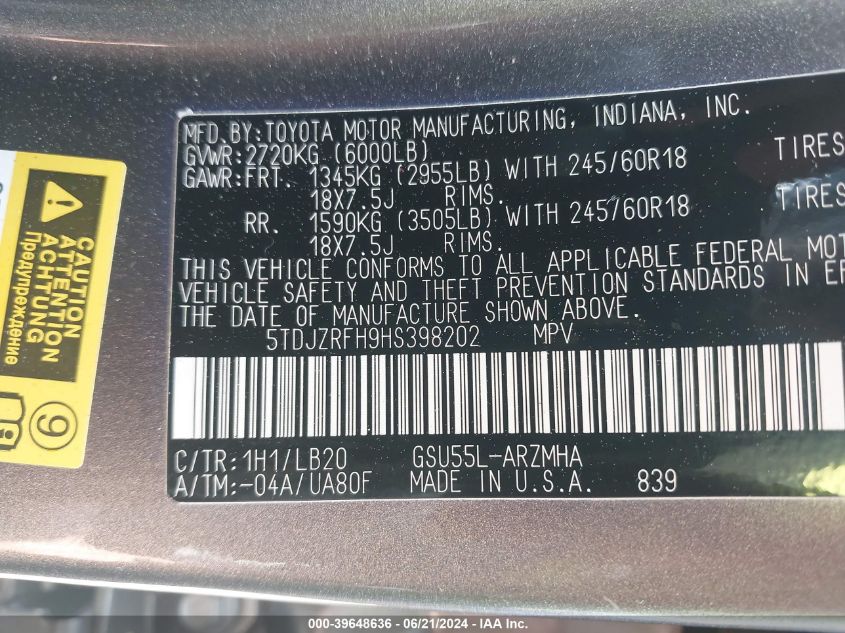 MFD.BY:TOYOTA MOTOR MANUFACTURING, INDIANA, INC.
GVWR:2720KG (6000LB)
GAWR:FRT. 1345KG (2955LB) WITH 245/60R18 TIRES
18X7.5J RIMS.
RR. 1590KG (3505LB) WITH 245/60R18 TIRES
18X7.5J RIMS.
THIS VEHICLE CONFORMS TO ALL APPLICABLE FEDERAL MOT
VEHICLE SAFETY AND THEFT PREVENTION STANDARDS IN EF
THE DATE OF MANUFACTURE SHOWN ABOVE.
5TDJZRFH9HS398202 MPV
C/TR:1H1/LB20 GSU55L-ARZMHA
A/TM:-04A/UA80F MADE IN U.S.A. 839
CAUTION
ATTENTION
ACHTUNG
Предупреждение
9
000-39648636 - 06/21/2024 - IAAI.com